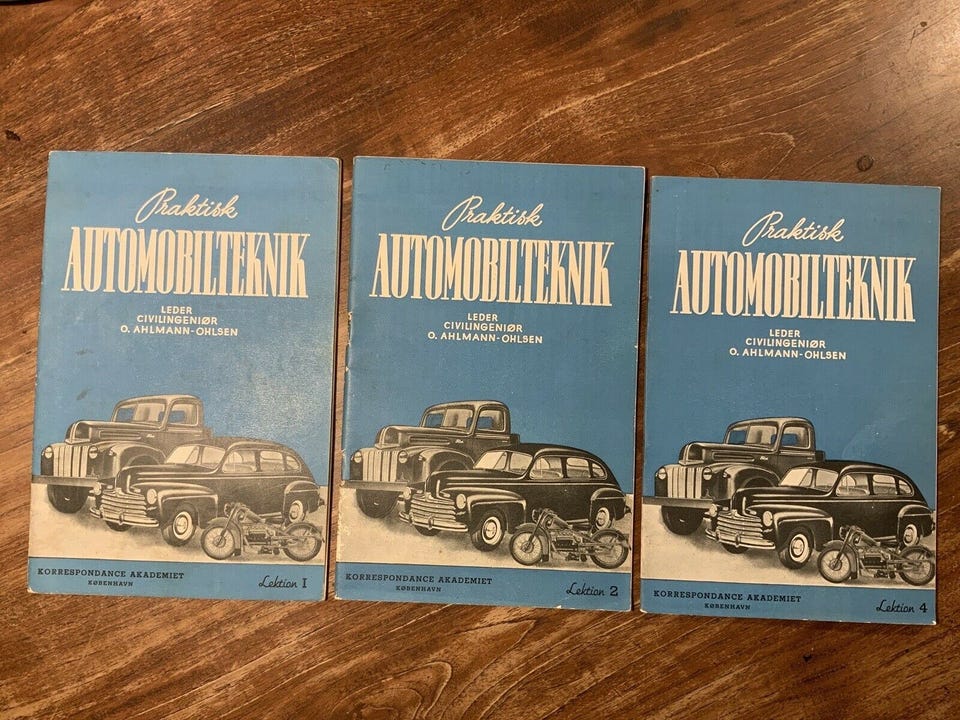 Praktisk
AUTOMOBILTEKNIK
LEDER
CIVILINGENIØR
O. AHLMANN-OHLSEN
KORRESPONDANCE AKADEMIET
KØBENHAVN
Lektion I
Praktisk
AUTOMOBILTEKNIK
LEDER
CIVILINGENIØR
O. AHLMANN-OHLSEN
KORRESPONDANCE AKADEMIET
KØBENHAVN
Lektion 2
Praktisk
AUTOMOBILTEKNIK
LEDER
CIVILINGENIØR
O. AHLMANN-OHLSEN
KORRESPONDANCE AKADEMIET
KØBENHAVN
Lektion 4